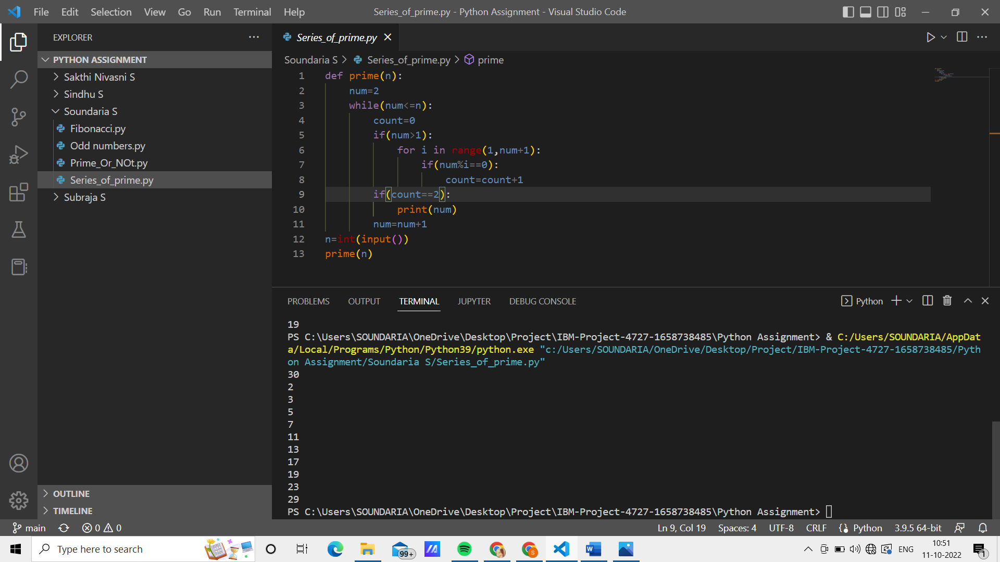 File Edit Selection View Go Run Terminal Help
Series_of_prime.py - Python Assignment - Visual Studio Code
EXPLORER
PYTHON ASSIGNMENT
Sakthi Nivasni S
Sindhu S
Soundaria S
Fibonacci.py
Odd numbers.py
Prime_Or_NOt.py
Series_of_prime.py
Subraja S
OUTLINE
TIMELINE
Series_of_prime.py
Soundaria S > Series_of_prime.py > prime
1 def prime(n):
2     num=2
3     while(num<=n):
4         count=0
5         if(num>1):
6             for i in range(1,num+1):
7                 if(num%i==0):
8                     count=count+1
9         if(count==2):
10             print(num)
11         num=num+1
12 n=int(input())
13 prime(n)
PROBLEMS OUTPUT TERMINAL JUPYTER DEBUG CONSOLE
Python
19
PS C:\Users\SOUNDARIA\OneDrive\Desktop\Project\IBM-Project-4727-1658738485\Python Assignment> & C:/Users/SOUNDARIA/AppDat
a/Local/Programs/Python/Python39/python.exe "c:/Users/SOUNDARIA/OneDrive/Desktop/Project/IBM-Project-4727-1658738485/Pyth
on Assignment/Soundaria S/Series_of_prime.py"
30
2
3
5
7
11
13
17
19
23
29
PS C:\Users\SOUNDARIA\OneDrive\Desktop\Project\IBM-Project-4727-1658738485\Python Assignment>
main 0 0
Ln 9, Col 19 Spaces: 4 UTF-8 CRLF Python 3.9.5 64-bit
Type here to search
99+
S
W
ENG
10:51
11-10-2022
1